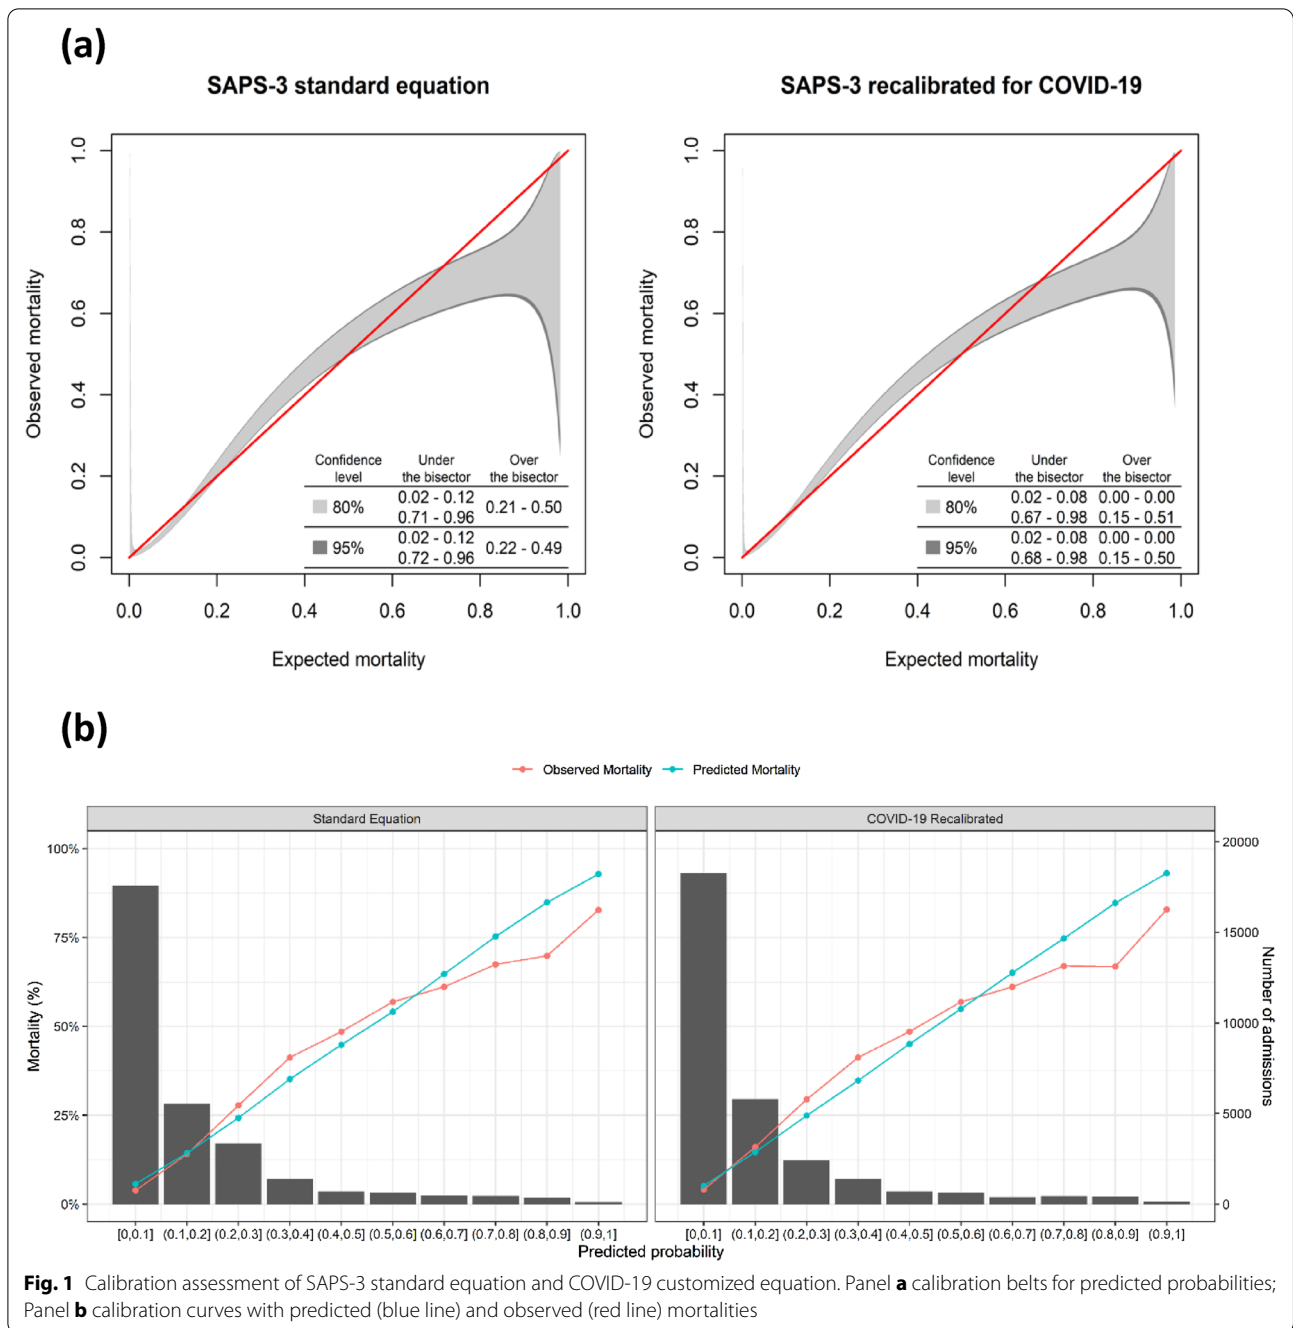 (a)
SAPS-3 standard equation
SAPS-3 recalibrated for COVID-19
Observed mortality
0.0 0.2 0.4 0.6 0.8 1.0
Confidence level Under the bisector Over the bisector
80% 0.02 - 0.12 0.71 - 0.96 0.21 - 0.50
95% 0.02 - 0.12 0.72 - 0.96 0.22 - 0.49
0.0 0.2 0.4 0.6 0.8 1.0
Expected mortality
Observed mortality
0.0 0.2 0.4 0.6 0.8 1.0
Confidence level Under the bisector Over the bisector
80% 0.02 - 0.08 0.67 - 0.98 0.00 - 0.00 0.15 - 0.51
95% 0.02 - 0.08 0.68 - 0.98 0.00 - 0.00 0.15 - 0.50
0.0 0.2 0.4 0.6 0.8 1.0
Expected mortality
(b)
Observed Mortality Predicted Mortality
Standard Equation
COVID-19 Recalibrated
Mortality (%)
100%
75%
50%
25%
0%
20000
15000
10000
5000
0
Number of admissions
[0,0.1] (0.1,0.2] (0.2,0.3] (0.3,0.4] (0.4,0.5] (0.5,0.6] (0.6,0.7] (0.7,0.8] (0.8,0.9] (0.9,1]
[0,0.1] (0.1,0.2] (0.2,0.3] (0.3,0.4] (0.4,0.5] (0.5,0.6] (0.6,0.7] (0.7,0.8] (0.8,0.9] (0.9,1]
Predicted probability
Fig. 1 Calibration assessment of SAPS-3 standard equation and COVID-19 customized equation. Panel a calibration belts for predicted probabilities;
Panel b calibration curves with predicted (blue line) and observed (red line) mortalities